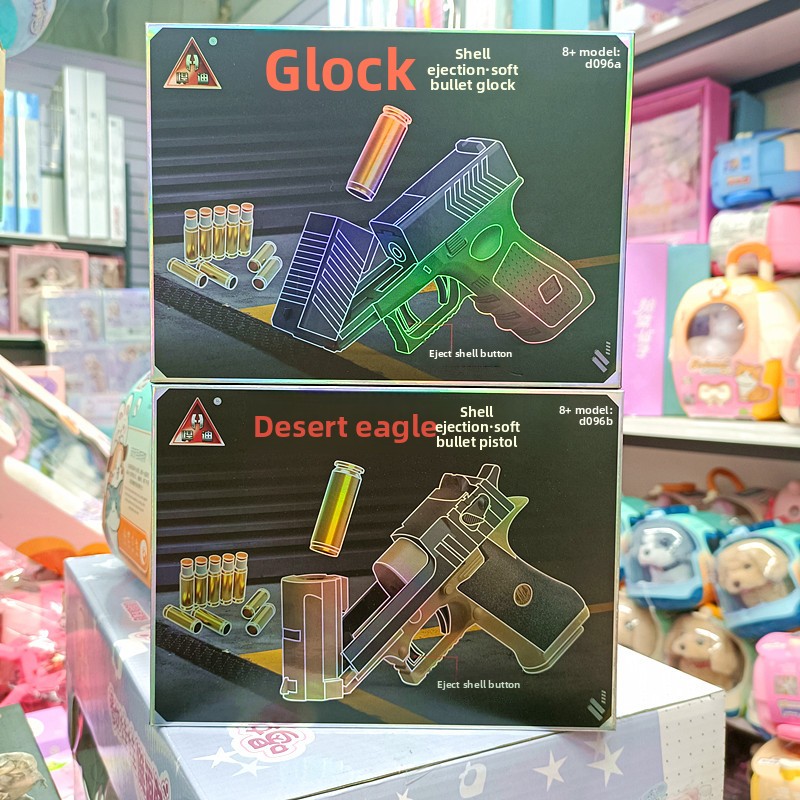 Glock
Shell
ejection·soft
bullet glock
8+ model:
d096a
Eject shell button
Desert eagle
Shell
ejection·soft
bullet pistol
8+ model:
d096b
Eject shell button